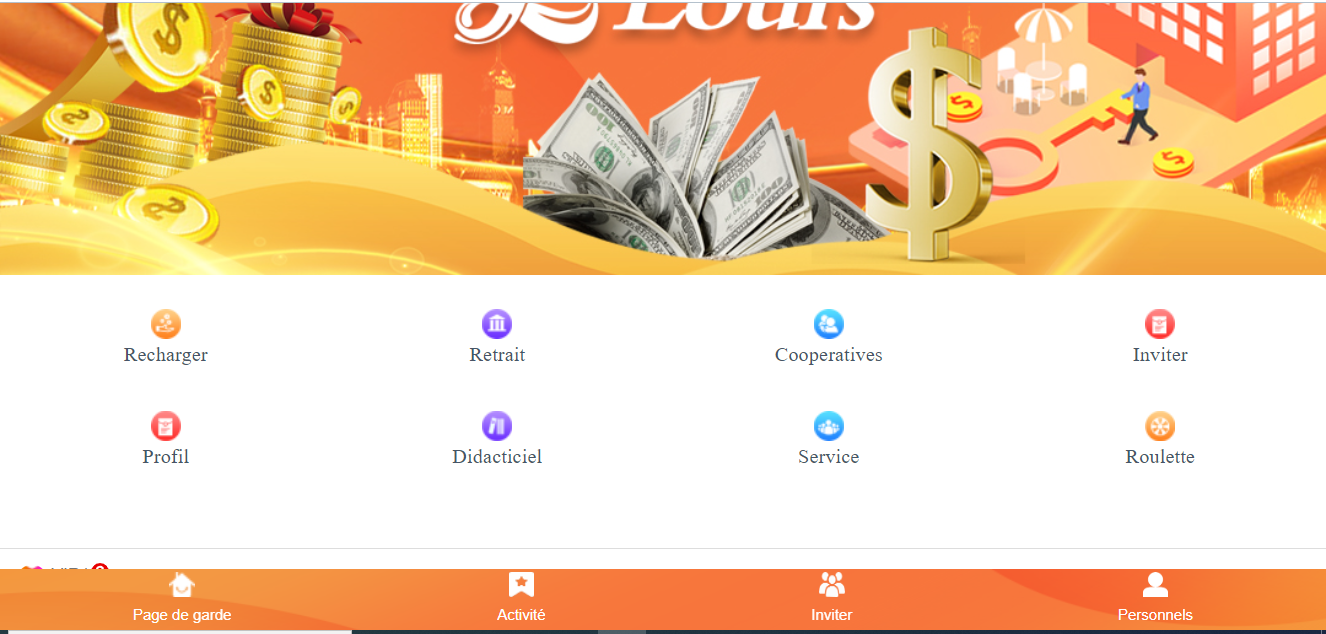 Louis
Recharger
Retrait
Cooperatives
Inviter
Profil
Didacticiel
Service
Roulette
Page de garde
Activité
Inviter
Personnels